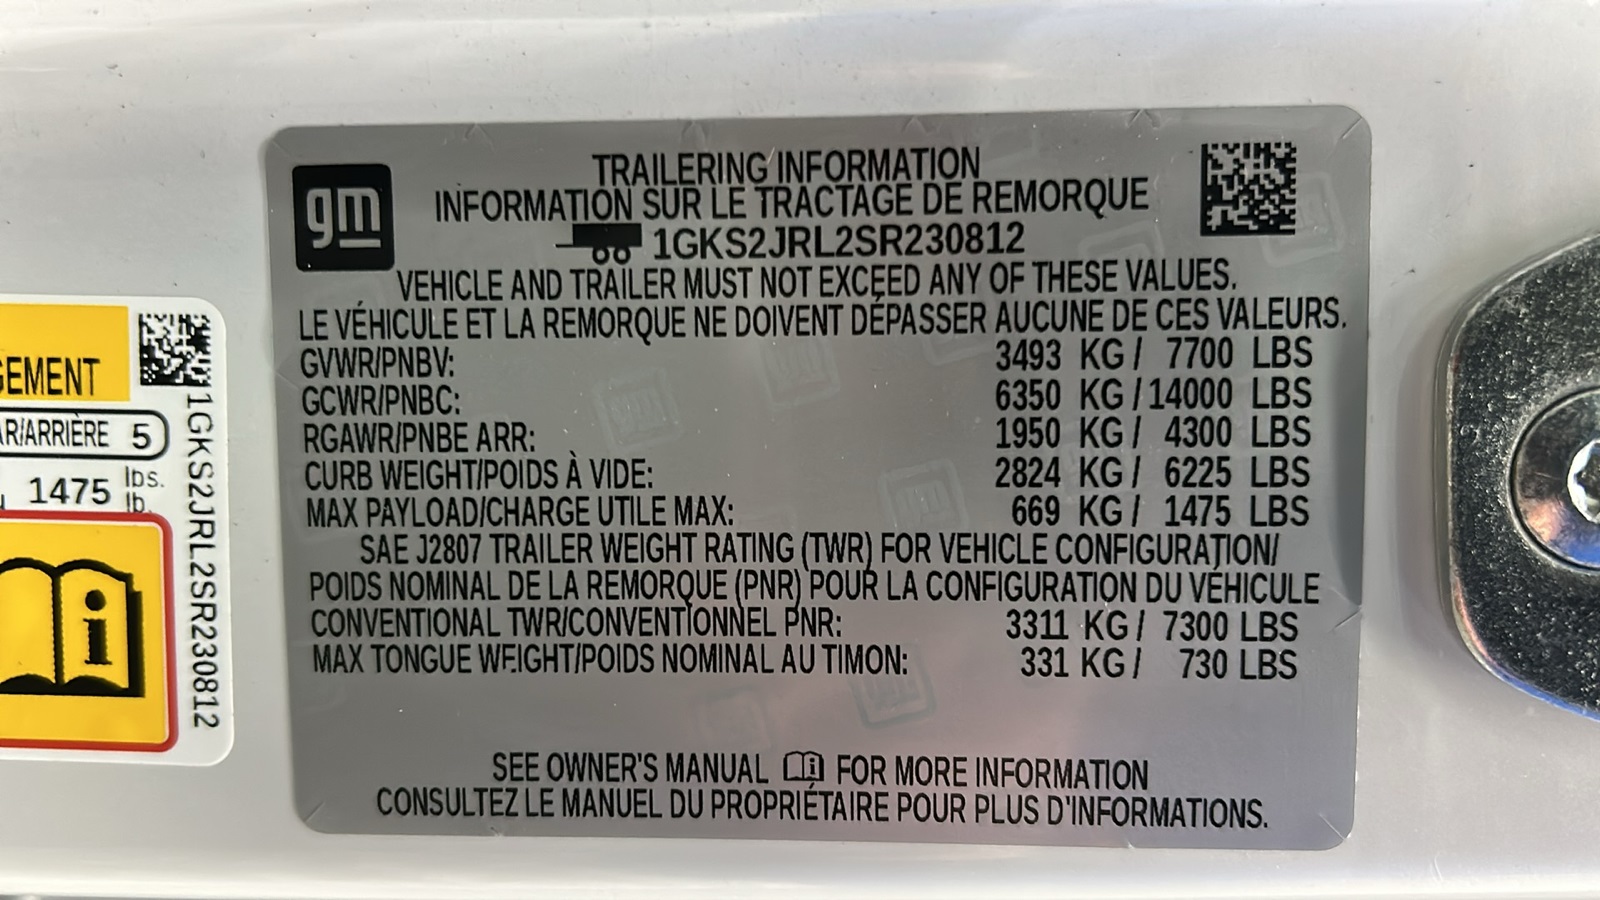 gm
TRAILERING INFORMATION
INFORMATION SUR LE TRACTAGE DE REMORQUE
1GKS2JRL2SR230812
VEHICLE AND TRAILER MUST NOT EXCEED ANY OF THESE VALUES.
LE VÉHICULE ET LA REMORQUE NE DOIVENT DÉPASSER AUCUNE DE CES VALEURS.
GVWR/PNBV: 3493 KG / 7700 LBS
GCWR/PNBC: 6350 KG / 14000 LBS
RGAWR/PNBE ARR: 1950 KG / 4300 LBS
CURB WEIGHT/POIDS À VIDE: 2824 KG / 6225 LBS
MAX PAYLOAD/CHARGE UTILE MAX: 669 KG / 1475 LBS
SAE J2807 TRAILER WEIGHT RATING (TWR) FOR VEHICLE CONFIGURATION/
POIDS NOMINAL DE LA REMORQUE (PNR) POUR LA CONFIGURATION DU VÉHICULE
CONVENTIONAL TWR/CONVENTIONNEL PNR: 3311 KG / 7300 LBS
MAX TONGUE WEIGHT/POIDS NOMINAL AU TIMON: 331 KG / 730 LBS
SEE OWNER'S MANUAL FOR MORE INFORMATION
CONSULTEZ LE MANUEL DU PROPRIÉTAIRE POUR PLUS D'INFORMATIONS.
GEMENT
AR/ARRIÈRE 5
1475 lbs.
lb.
1GKS2JRL2SR230812